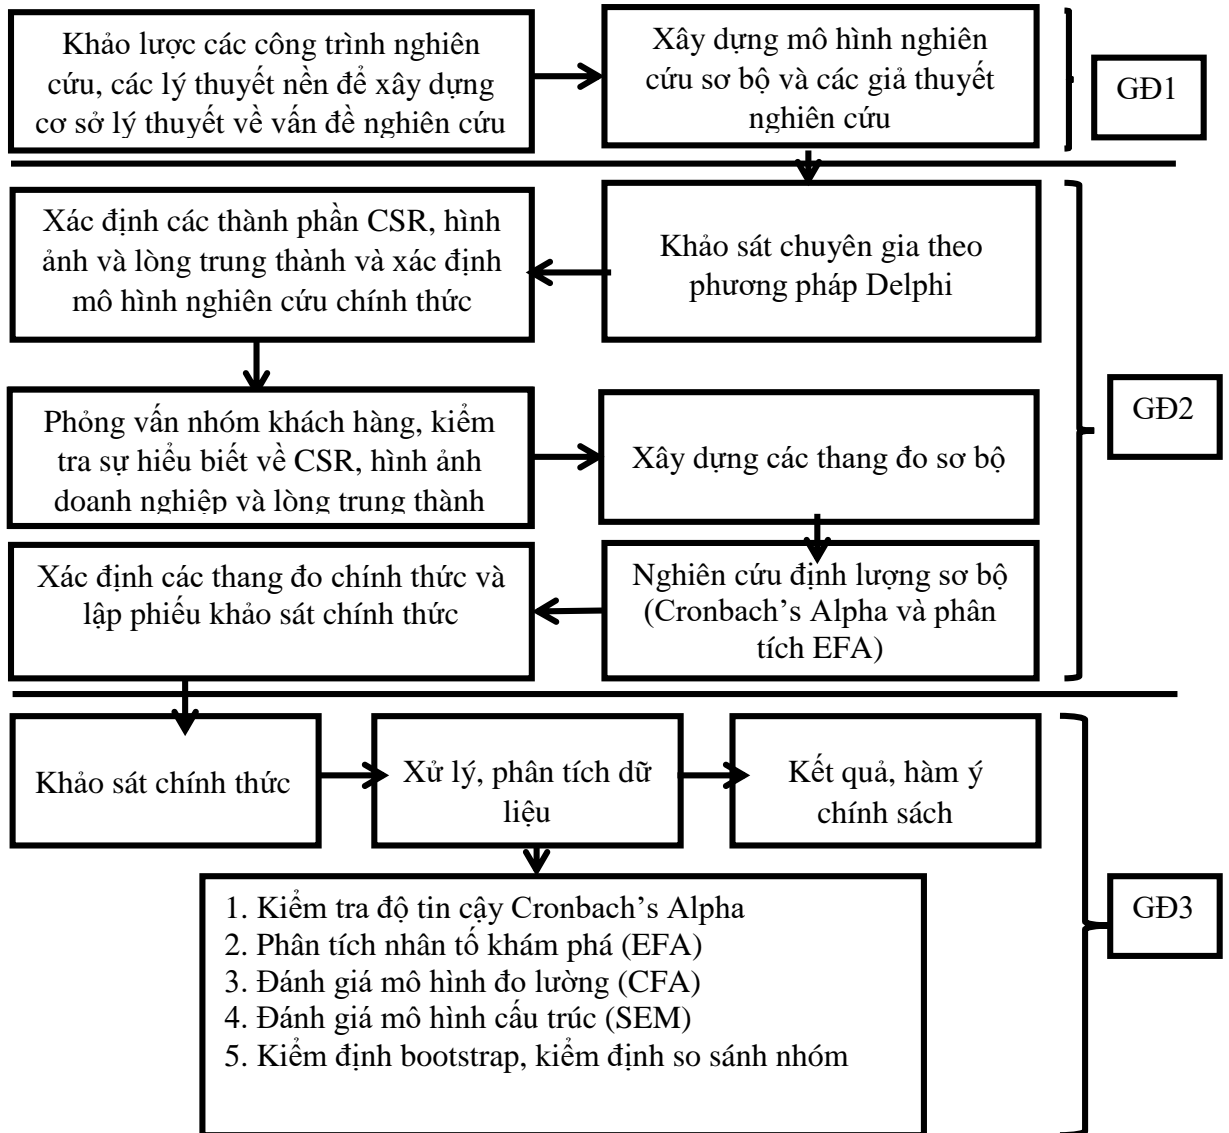 Khảo lược các công trình nghiên
cứu, các lý thuyết nền để xây dựng
cơ sở lý thuyết về vấn đề nghiên cứu
Xây dựng mô hình nghiên
cứu sơ bộ và các giả thuyết
nghiên cứu
GĐ1
Xác định các thành phần CSR, hình
ảnh và lòng trung thành và xác định
mô hình nghiên cứu chính thức
Khảo sát chuyên gia theo
phương pháp Delphi
GĐ2
Phỏng vấn nhóm khách hàng, kiểm
tra sự hiểu biết về CSR, hình ảnh
doanh nghiệp và lòng trung thành
Xây dựng các thang đo sơ bộ
Xác định các thang đo chính thức và
lập phiếu khảo sát chính thức
Nghiên cứu định lượng sơ bộ
(Cronbach’s Alpha và phân
tích EFA)
Khảo sát chính thức
Xử lý, phân tích dữ
liệu
Kết quả, hàm ý
chính sách
GĐ3
1. Kiểm tra độ tin cậy Cronbach’s Alpha
2. Phân tích nhân tố khám phá (EFA)
3. Đánh giá mô hình đo lường (CFA)
4. Đánh giá mô hình cấu trúc (SEM)
5. Kiểm định bootstrap, kiểm định so sánh nhóm